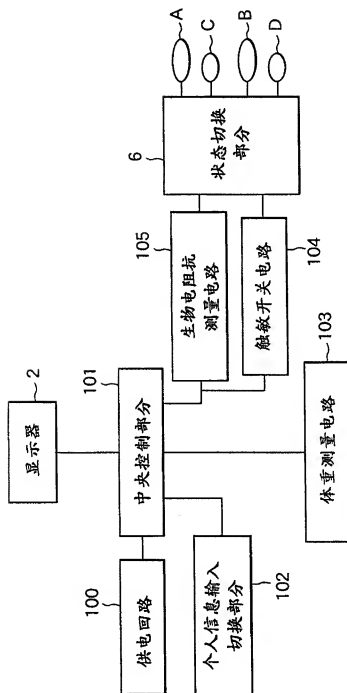 2
显示器
101
中央控制部分
100
供电回路
102
个人信息输入
切换部分
105
生物电阻抗
测量电路
104
触敏开关电路
103
体重测量电路
6
状态切换
部分
A
C
B
D